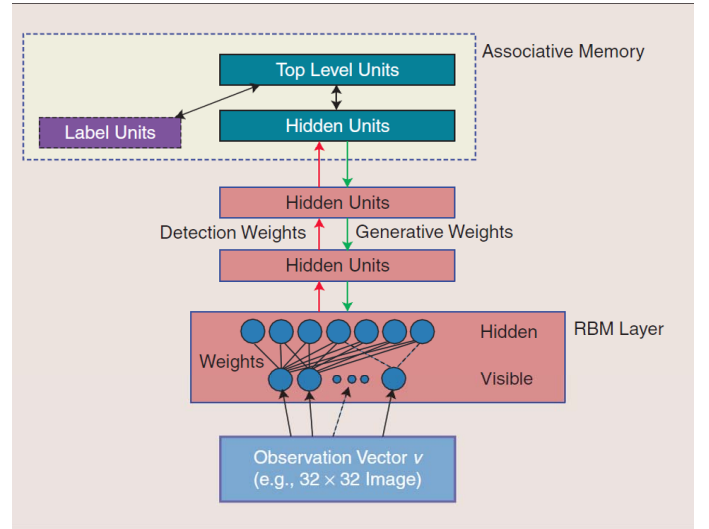 Associative Memory
Top Level Units
Label Units
Hidden Units
Hidden Units
Detection Weights
Generative Weights
Hidden Units
Hidden
RBM Layer
Weights
Visible
Observation Vector v
(e.g., 32 × 32 Image)